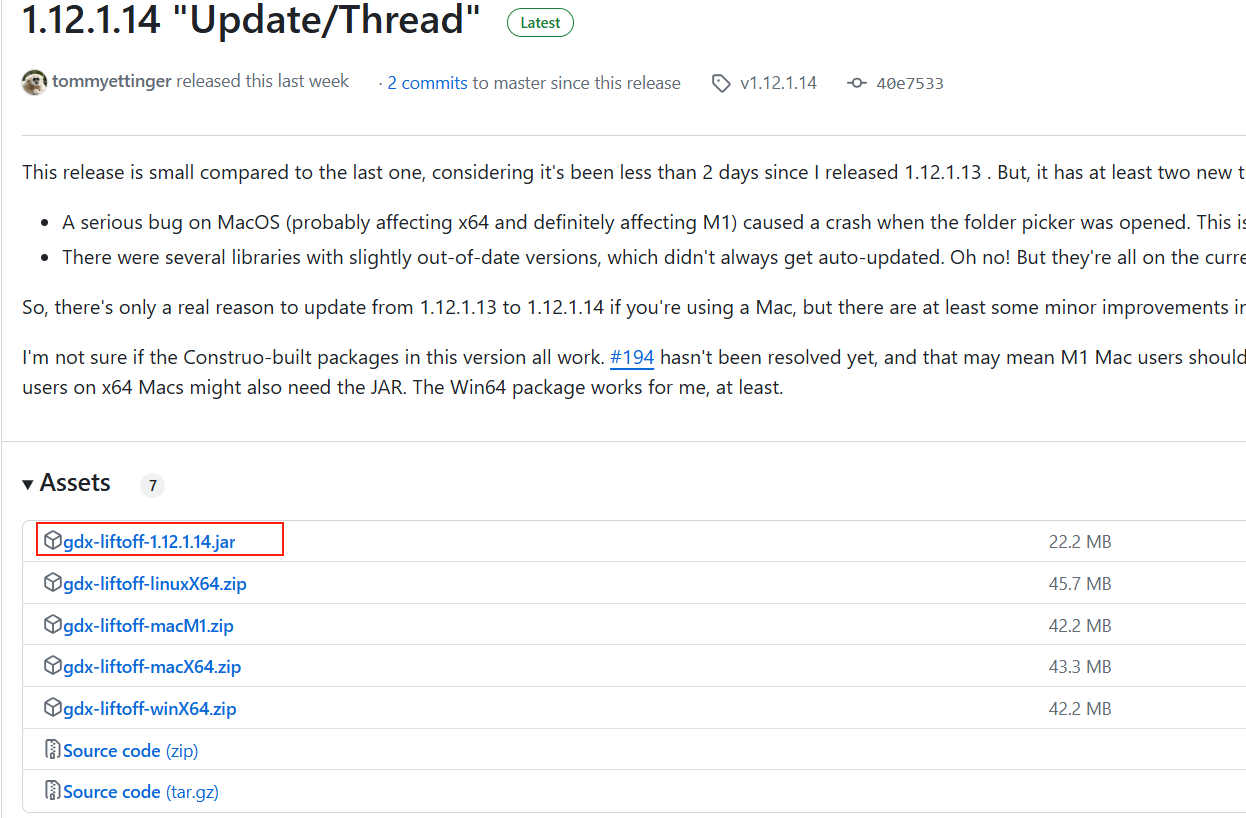 1.12.1.14 "Update/Thread" Latest
tommyettinger released this last week · 2 commits to master since this release v1.12.1.14 40e7533
This release is small compared to the last one, considering it's been less than 2 days since I released 1.12.1.13 . But, it has at least two new t
• A serious bug on MacOS (probably affecting x64 and definitely affecting M1) caused a crash when the folder picker was opened. This is
• There were several libraries with slightly out-of-date versions, which didn't always get auto-updated. Oh no! But they're all on the curre
So, there's only a real reason to update from 1.12.1.13 to 1.12.1.14 if you're using a Mac, but there are at least some minor improvements in
I'm not sure if the Construo-built packages in this version all work. #194 hasn't been resolved yet, and that may mean M1 Mac users should
users on x64 Macs might also need the JAR. The Win64 package works for me, at least.
Assets 7
gdx-liftoff-1.12.1.14.jar 22.2 MB
gdx-liftoff-linuxX64.zip 45.7 MB
gdx-liftoff-macM1.zip 42.2 MB
gdx-liftoff-macX64.zip 43.3 MB
gdx-liftoff-winX64.zip 42.2 MB
Source code (zip)
Source code (tar.gz)